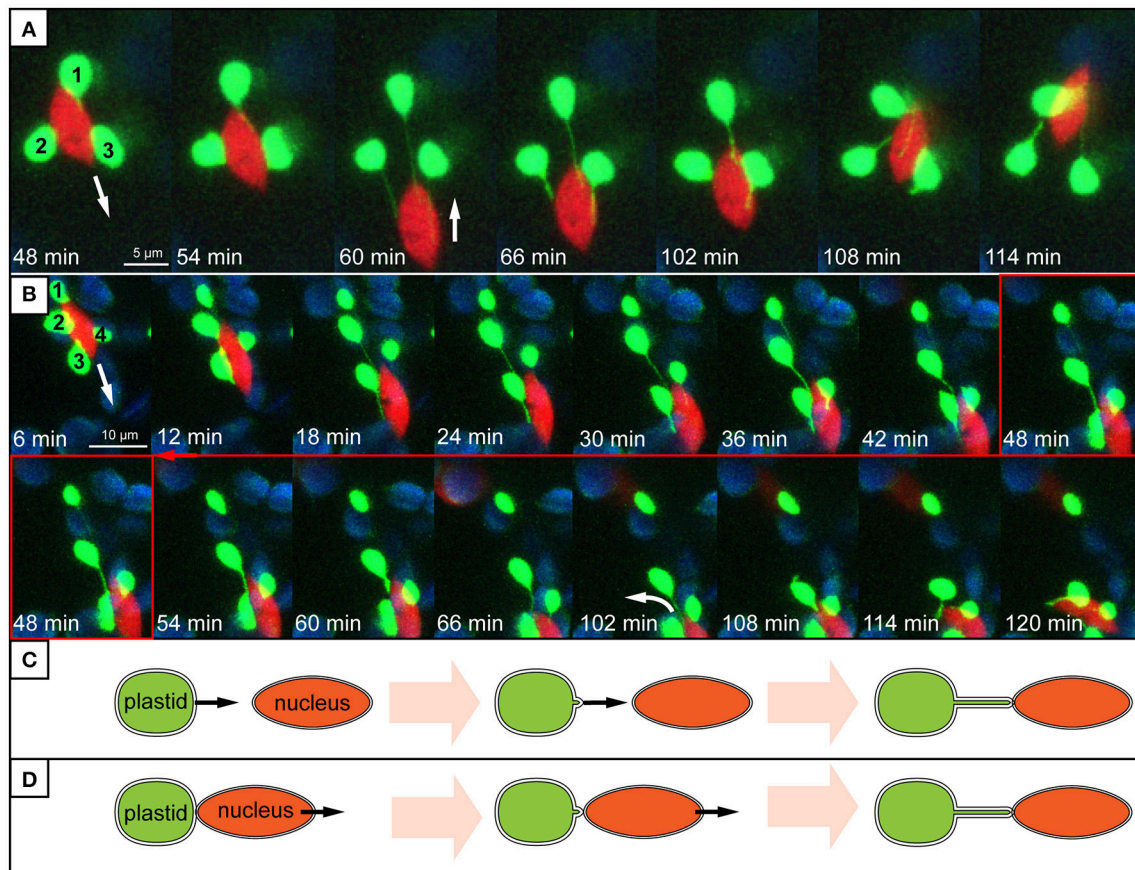 A
1
2
3
48 min
5 µm
54 min
60 min
66 min
102 min
108 min
114 min
B
1
2
4
3
6 min
10 µm
12 min
18 min
24 min
30 min
36 min
42 min
48 min
48 min
54 min
60 min
66 min
102 min
108 min
114 min
120 min
C
plastid
nucleus
D
plastid
nucleus